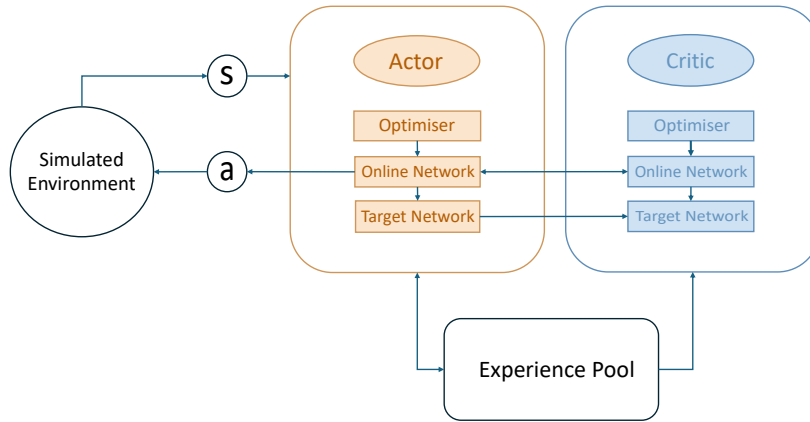 s
Actor
Critic
Optimiser
Optimiser
Simulated
Environment
a
Online Network
Online Network
Target Network
Target Network
Experience Pool